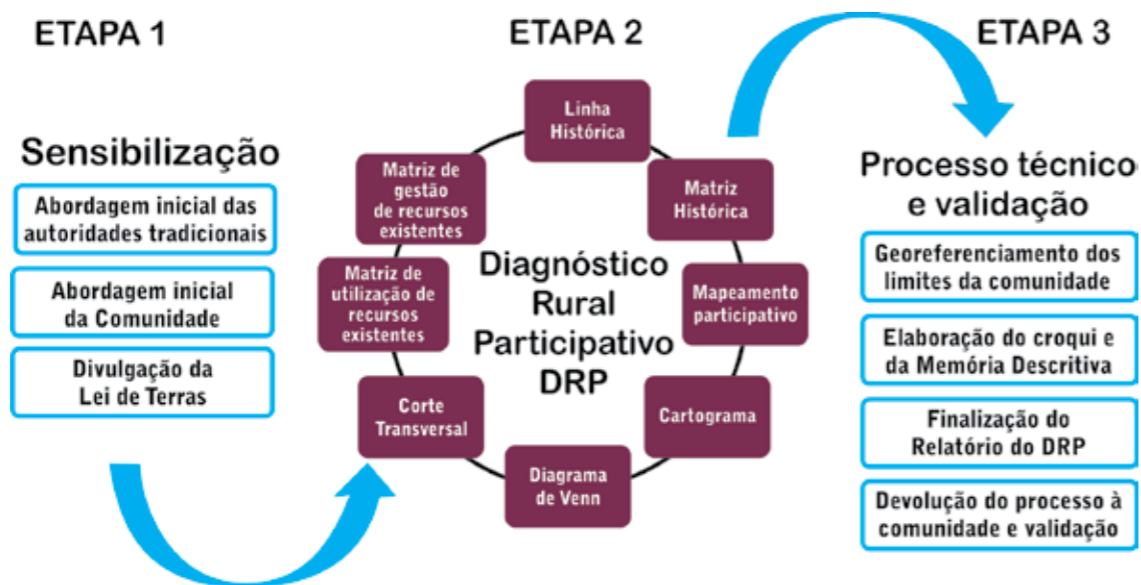 ETAPA 1
Sensibilização
Abordagem inicial das
autoridades tradicionais
Abordagem inicial
da Comunidade
Divulgação da
Lei de Terras
ETAPA 2
Linha
Histórica
Matriz
Histórica
Mapeamento
participativo
Cartograma
Diagrama
de Venn
Corte
Transversal
Matriz de
utilização de
recursos
existentes
Matriz de
gestão
de recursos
existentes
Diagnóstico
Rural
Participativo
DRP
ETAPA 3
Processo técnico
e validação
Georeferenciamento dos
limites da comunidade
Elaboração do croqui e
da Memória Descritiva
Finalização do
Relatório do DRP
Devolução do processo à
comunidade e validação